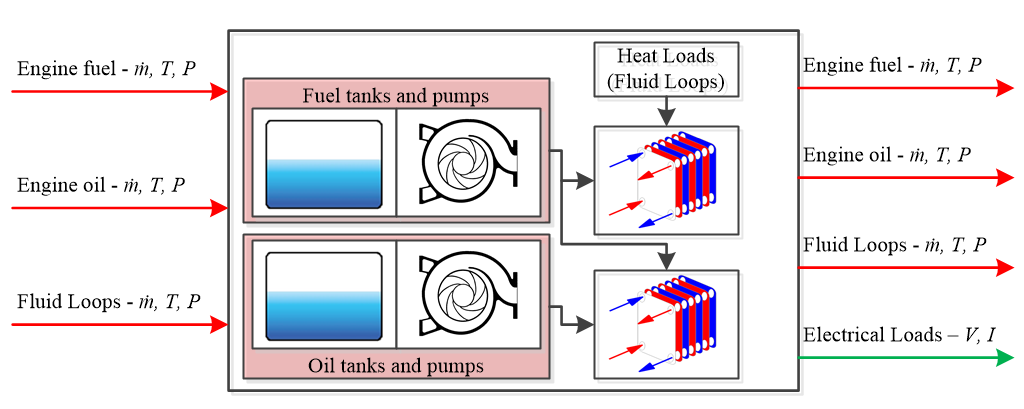 Engine fuel - ṁ, T, P
Engine oil - ṁ, T, P
Fluid Loops - ṁ, T, P
Fuel tanks and pumps
Oil tanks and pumps
Heat Loads
(Fluid Loops)
Engine fuel - ṁ, T, P
Engine oil - ṁ, T, P
Fluid Loops - ṁ, T, P
Electrical Loads – V, I